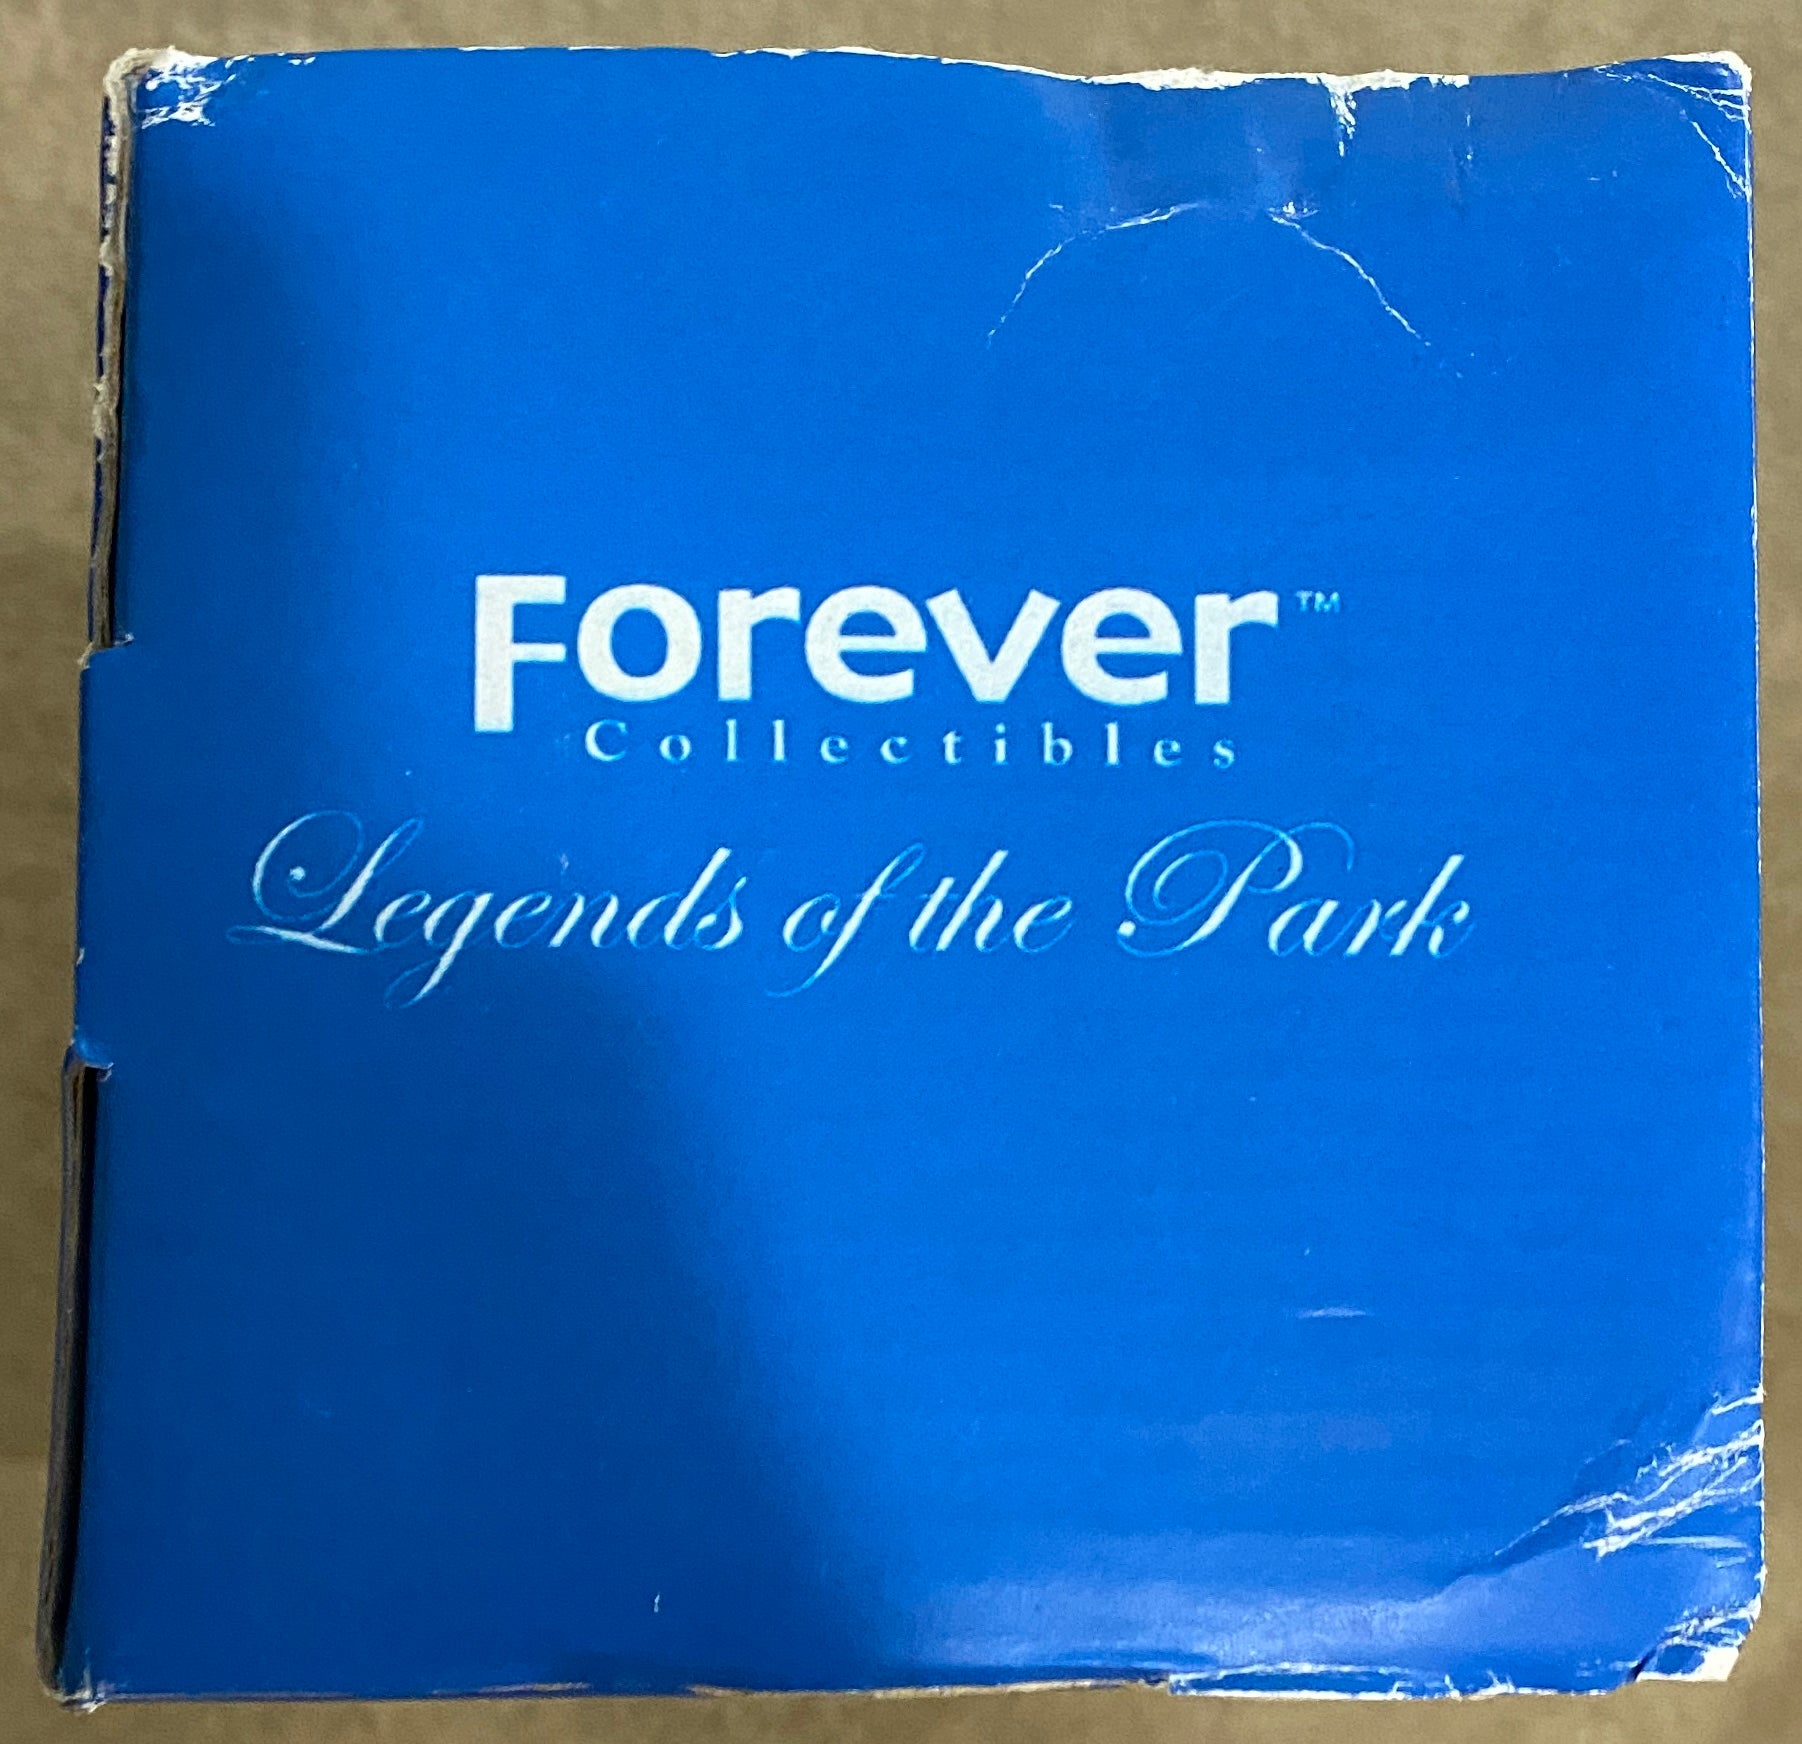 Forever™
Collectibles
Legends of the Park